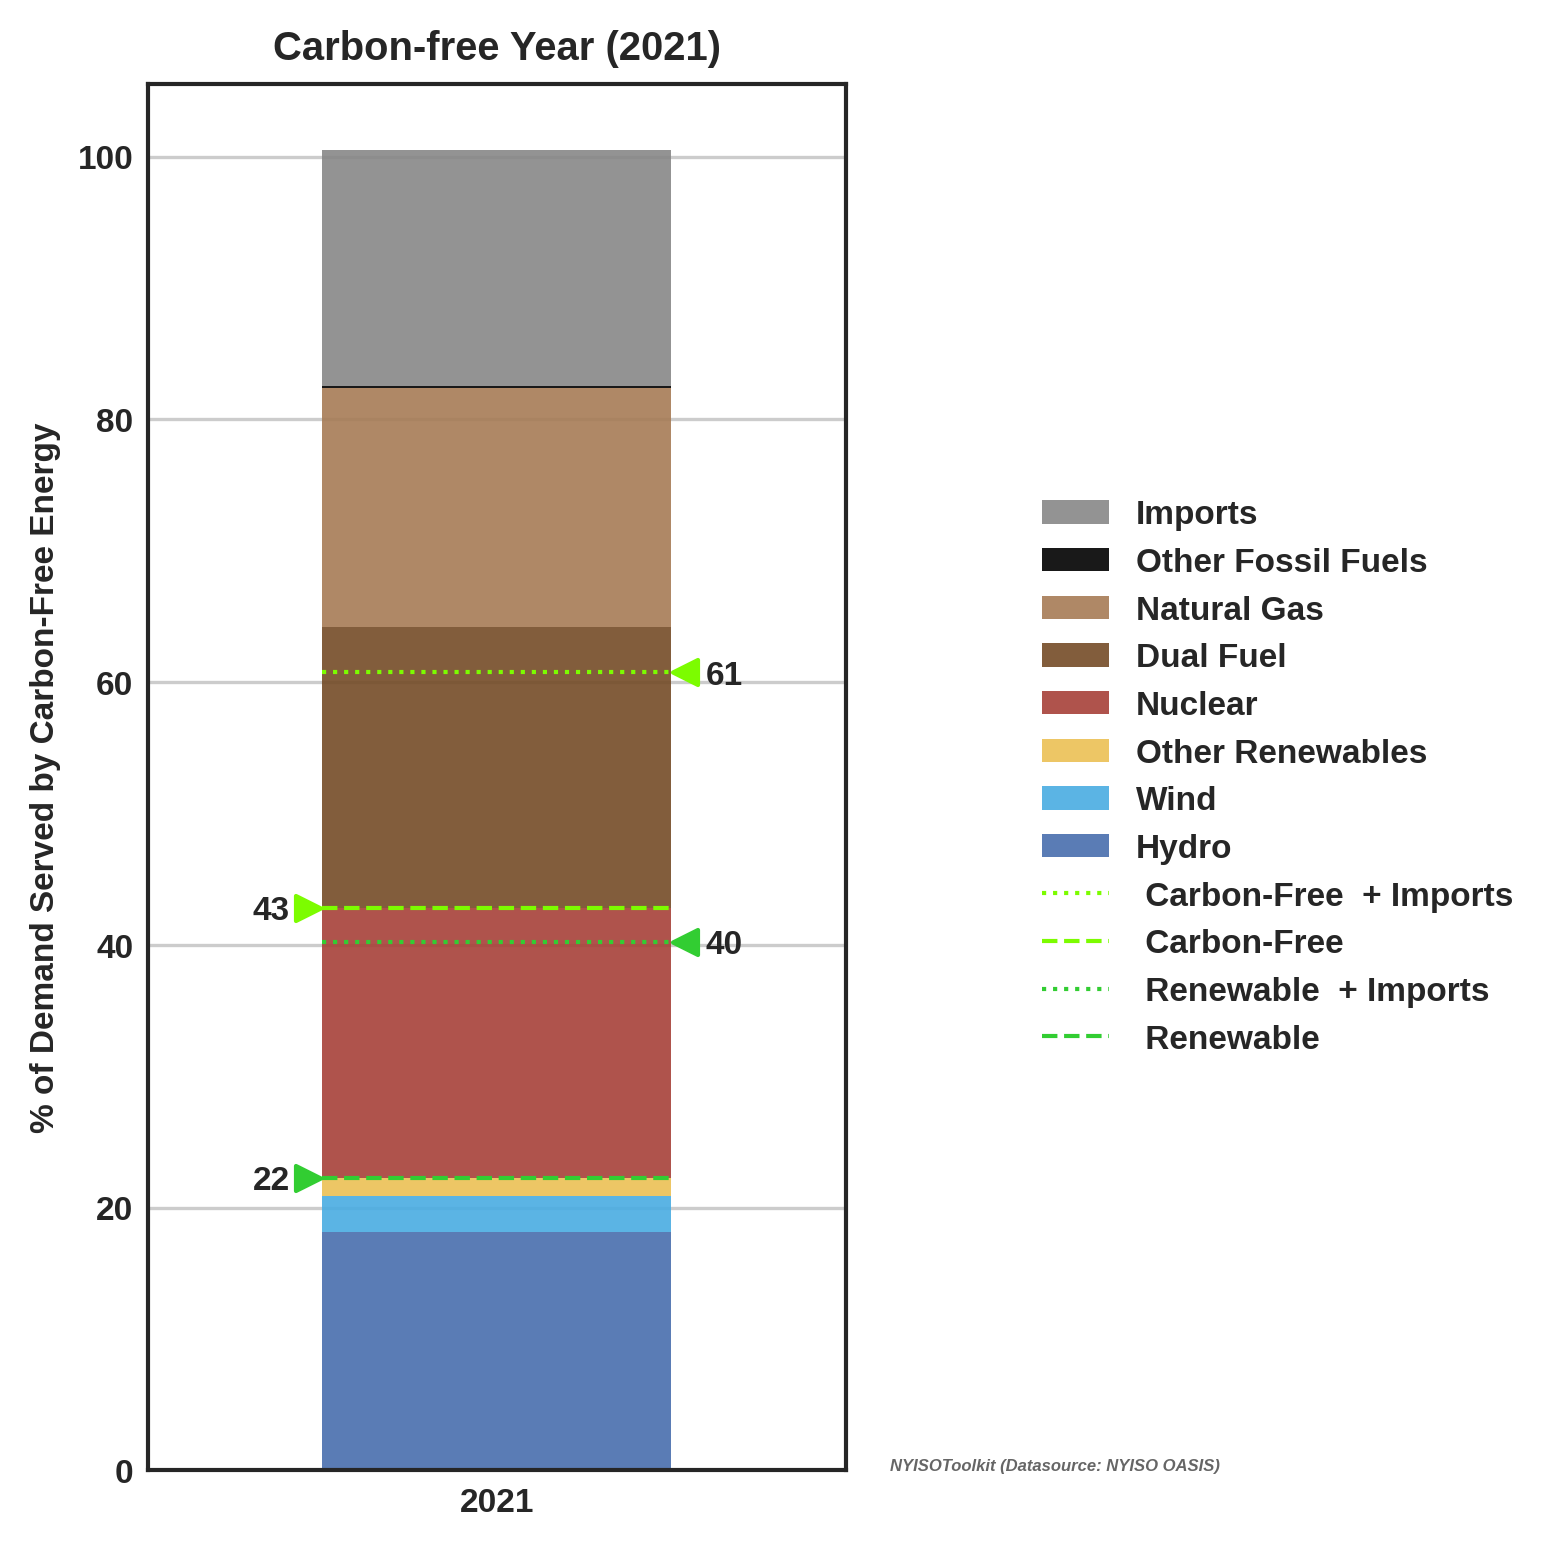 Carbon-free Year (2021)
% of Demand Served by Carbon-Free Energy
100
80
60
40
20
0
61
43
40
22
2021
Imports
Other Fossil Fuels
Natural Gas
Dual Fuel
Nuclear
Other Renewables
Wind
Hydro
Carbon-Free + Imports
Carbon-Free
Renewable + Imports
Renewable
NYISOToolkit (Datasource: NYISO OASIS)